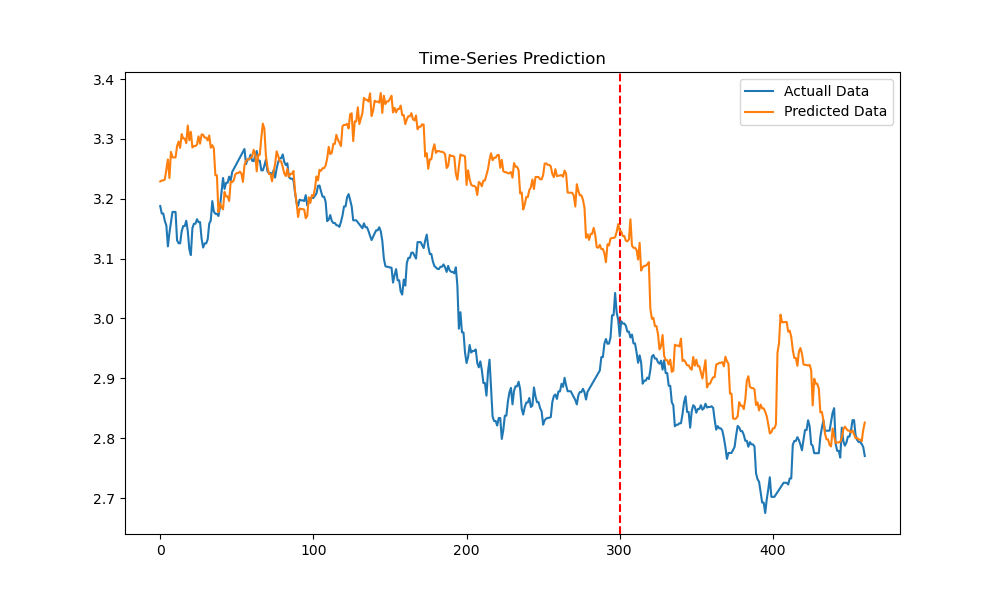 Time-Series Prediction
Actuall Data
Predicted Data
3.4
3.3
3.2
3.1
3.0
2.9
2.8
2.7
0 100 200 300 400